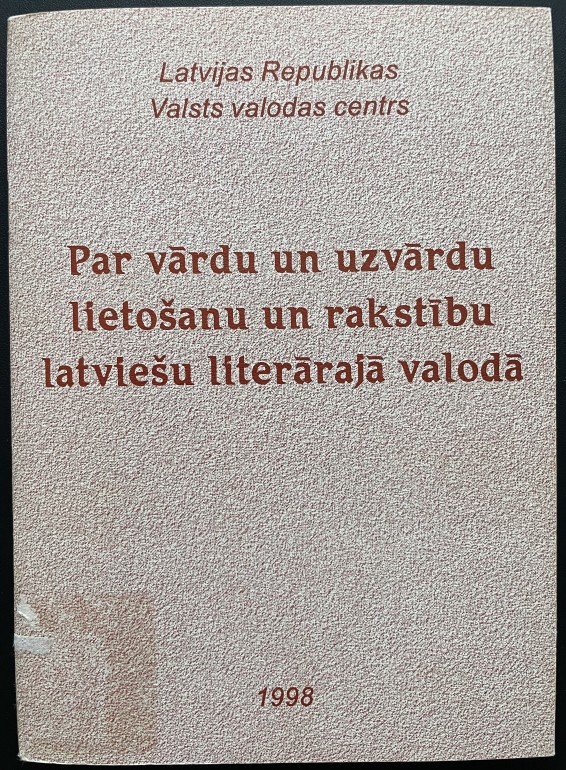 Latvijas Republikas
Valsts valodas centrs
Par vārdu un uzvārdu
lietošanu un rakstību
latviešu literārajā valodā
1998